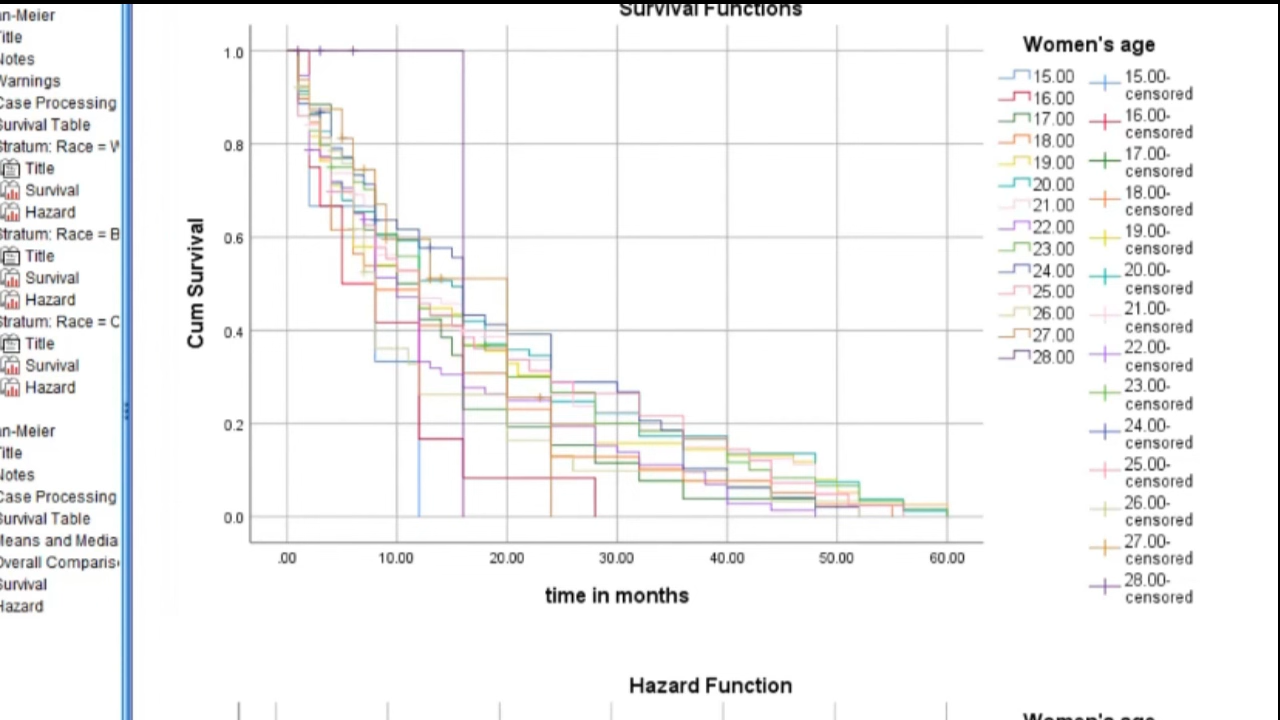 an-Meier
Title
Notes
Warnings
Case Processing
Survival Table
Stratum: Race = W
Title
Survival
Hazard
Stratum: Race = B
Title
Survival
Hazard
Stratum: Race = O
Title
Survival
Hazard
an-Meier
Title
Notes
Case Processing
Survival Table
Means and Media
Overall Comparis
Survival
Hazard
Survival Functions
Cum Survival
1.0
0.8
0.6
0.4
0.2
0.0
.00 10.00 20.00 30.00 40.00 50.00 60.00
time in months
Women's age
15.00
16.00
17.00
18.00
19.00
20.00
21.00
22.00
23.00
24.00
25.00
26.00
27.00
28.00
15.00-
censored
16.00-
censored
17.00-
censored
18.00-
censored
19.00-
censored
20.00-
censored
21.00-
censored
22.00-
censored
23.00-
censored
24.00-
censored
25.00-
censored
26.00-
censored
27.00-
censored
28.00-
censored
Hazard Function
Women's age